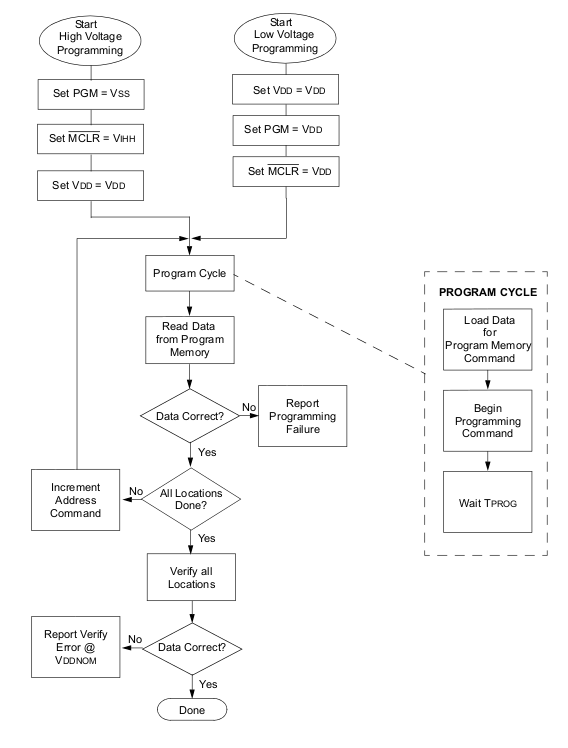 Start
High Voltage
Programming
Start
Low Voltage
Programming
Set PGM = VSS
Set MCLR = VIHH
Set VDD = VDD
Set VDD = VDD
Set PGM = VDD
Set MCLR = VDD
Program Cycle
Read Data
from Program
Memory
Data Correct?
No
Report
Programming
Failure
Yes
All Locations
Done?
No
Increment
Address
Command
Yes
Verify all
Locations
Data Correct?
No
Report Verify
Error @
VDDNOM
Yes
Done
PROGRAM CYCLE
Load Data
for
Program Memory
Command
Begin
Programming
Command
Wait TPROG